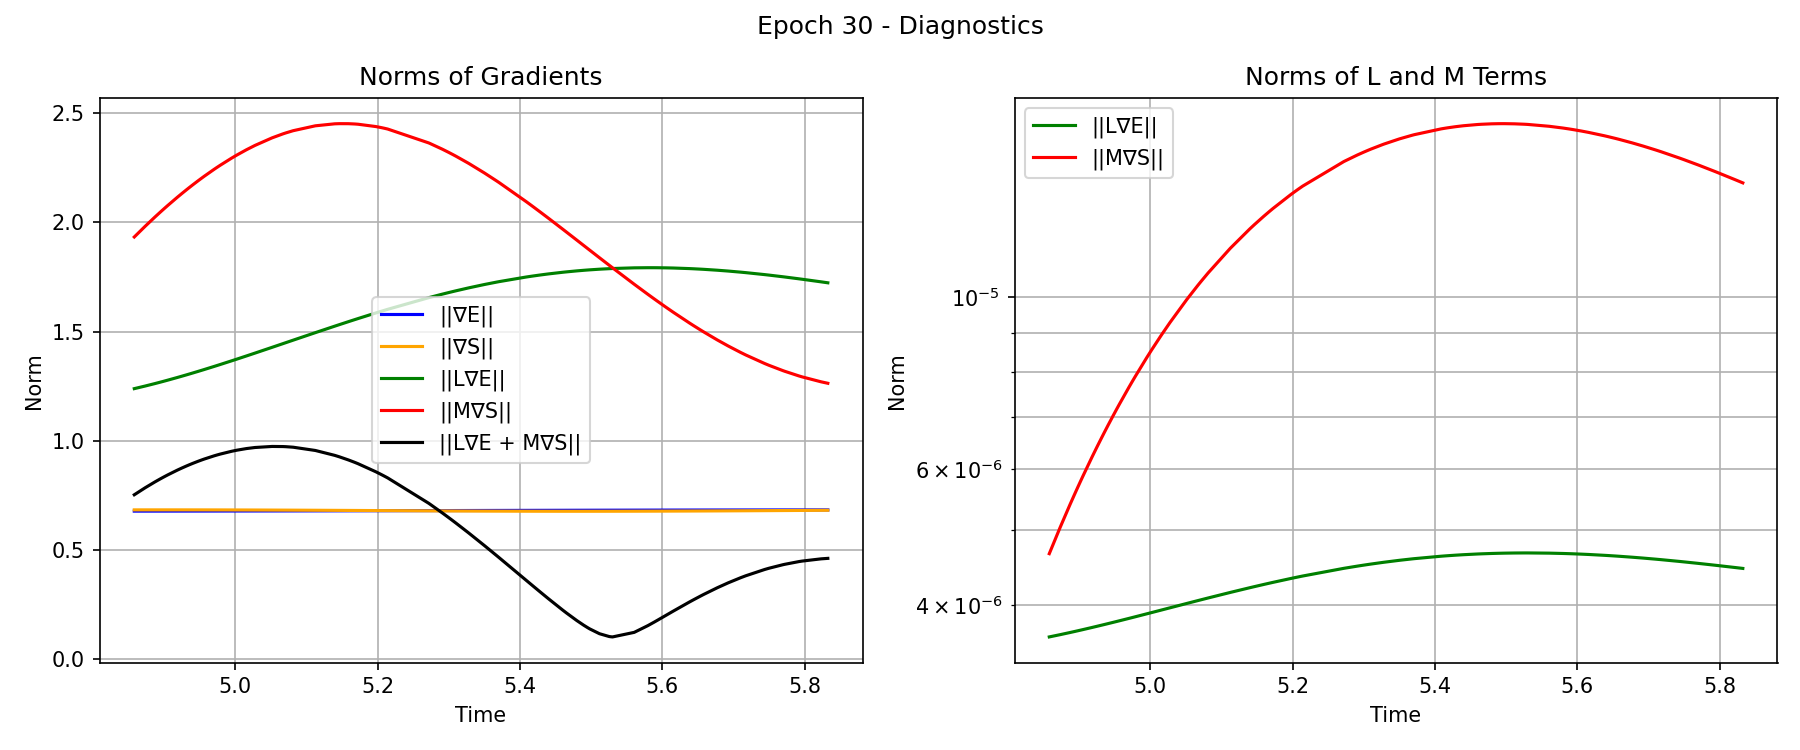 Epoch 30 - Diagnostics
Norms of Gradients
Norm
2.5
2.0
1.5
1.0
0.5
0.0
||∇E||
||∇S||
||L∇E||
||M∇S||
||L∇E + M∇S||
5.0 5.2 5.4 5.6 5.8
Time
Norms of L and M Terms
Norm
||L∇E||
||M∇S||
10⁻⁵
6×10⁻⁶
4×10⁻⁶
5.0 5.2 5.4 5.6 5.8
Time